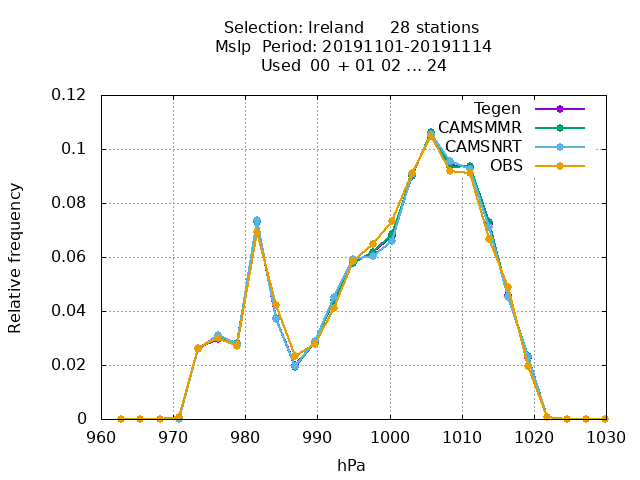 Selection: Ireland     28 stations
Mslp  Period: 20191101-20191114
Used  00  + 01 02 ... 24
Relative frequency
0.12
0.1
0.08
0.06
0.04
0.02
0
Tegen
CAMSMMR
CAMSNRT
OBS
960 970 980 990 1000 1010 1020 1030
hPa